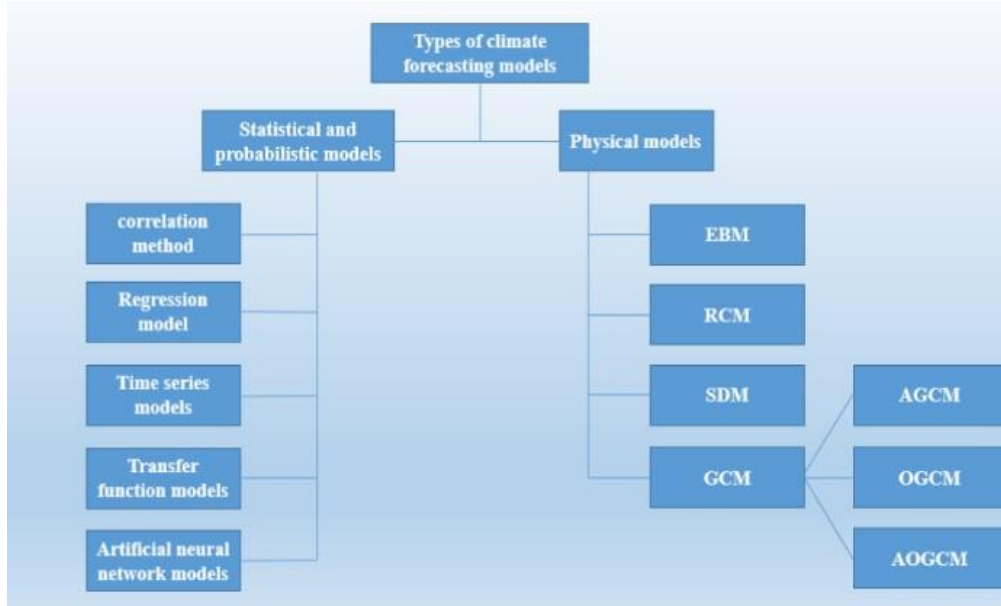 Types of climate
forecasting models
Statistical and
probabilistic models
Physical models
correlation
method
Regression
model
Time series
models
Transfer
function models
Artificial neural
network models
EBM
RCM
SDM
GCM
AGCM
OGCM
AOGCM